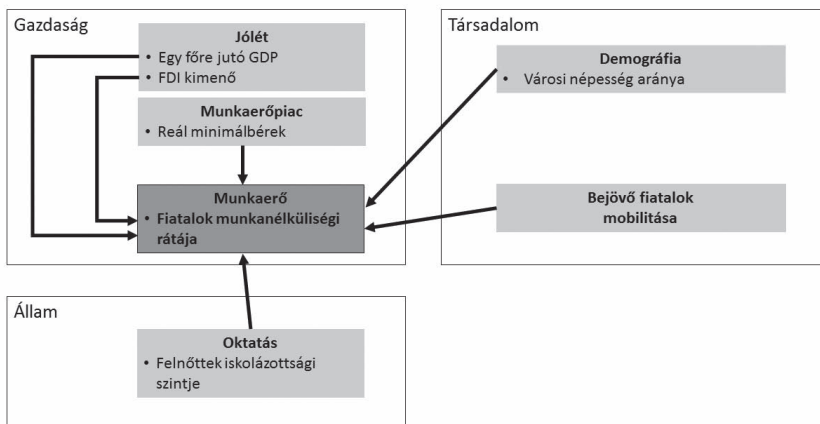 Gazdaság
Jólét
• Egy főre jutó GDP
• FDI kimenő
Munkaerőpiac
• Reál minimálbérek
Munkaerő
• Fiatalok munkanélküliségi
rátája
Társadalom
Demográfia
• Városi népesség aránya
Bejövő fiatalok
mobilitása
Állam
Oktatás
• Felnőttek iskolázottsági
szintje